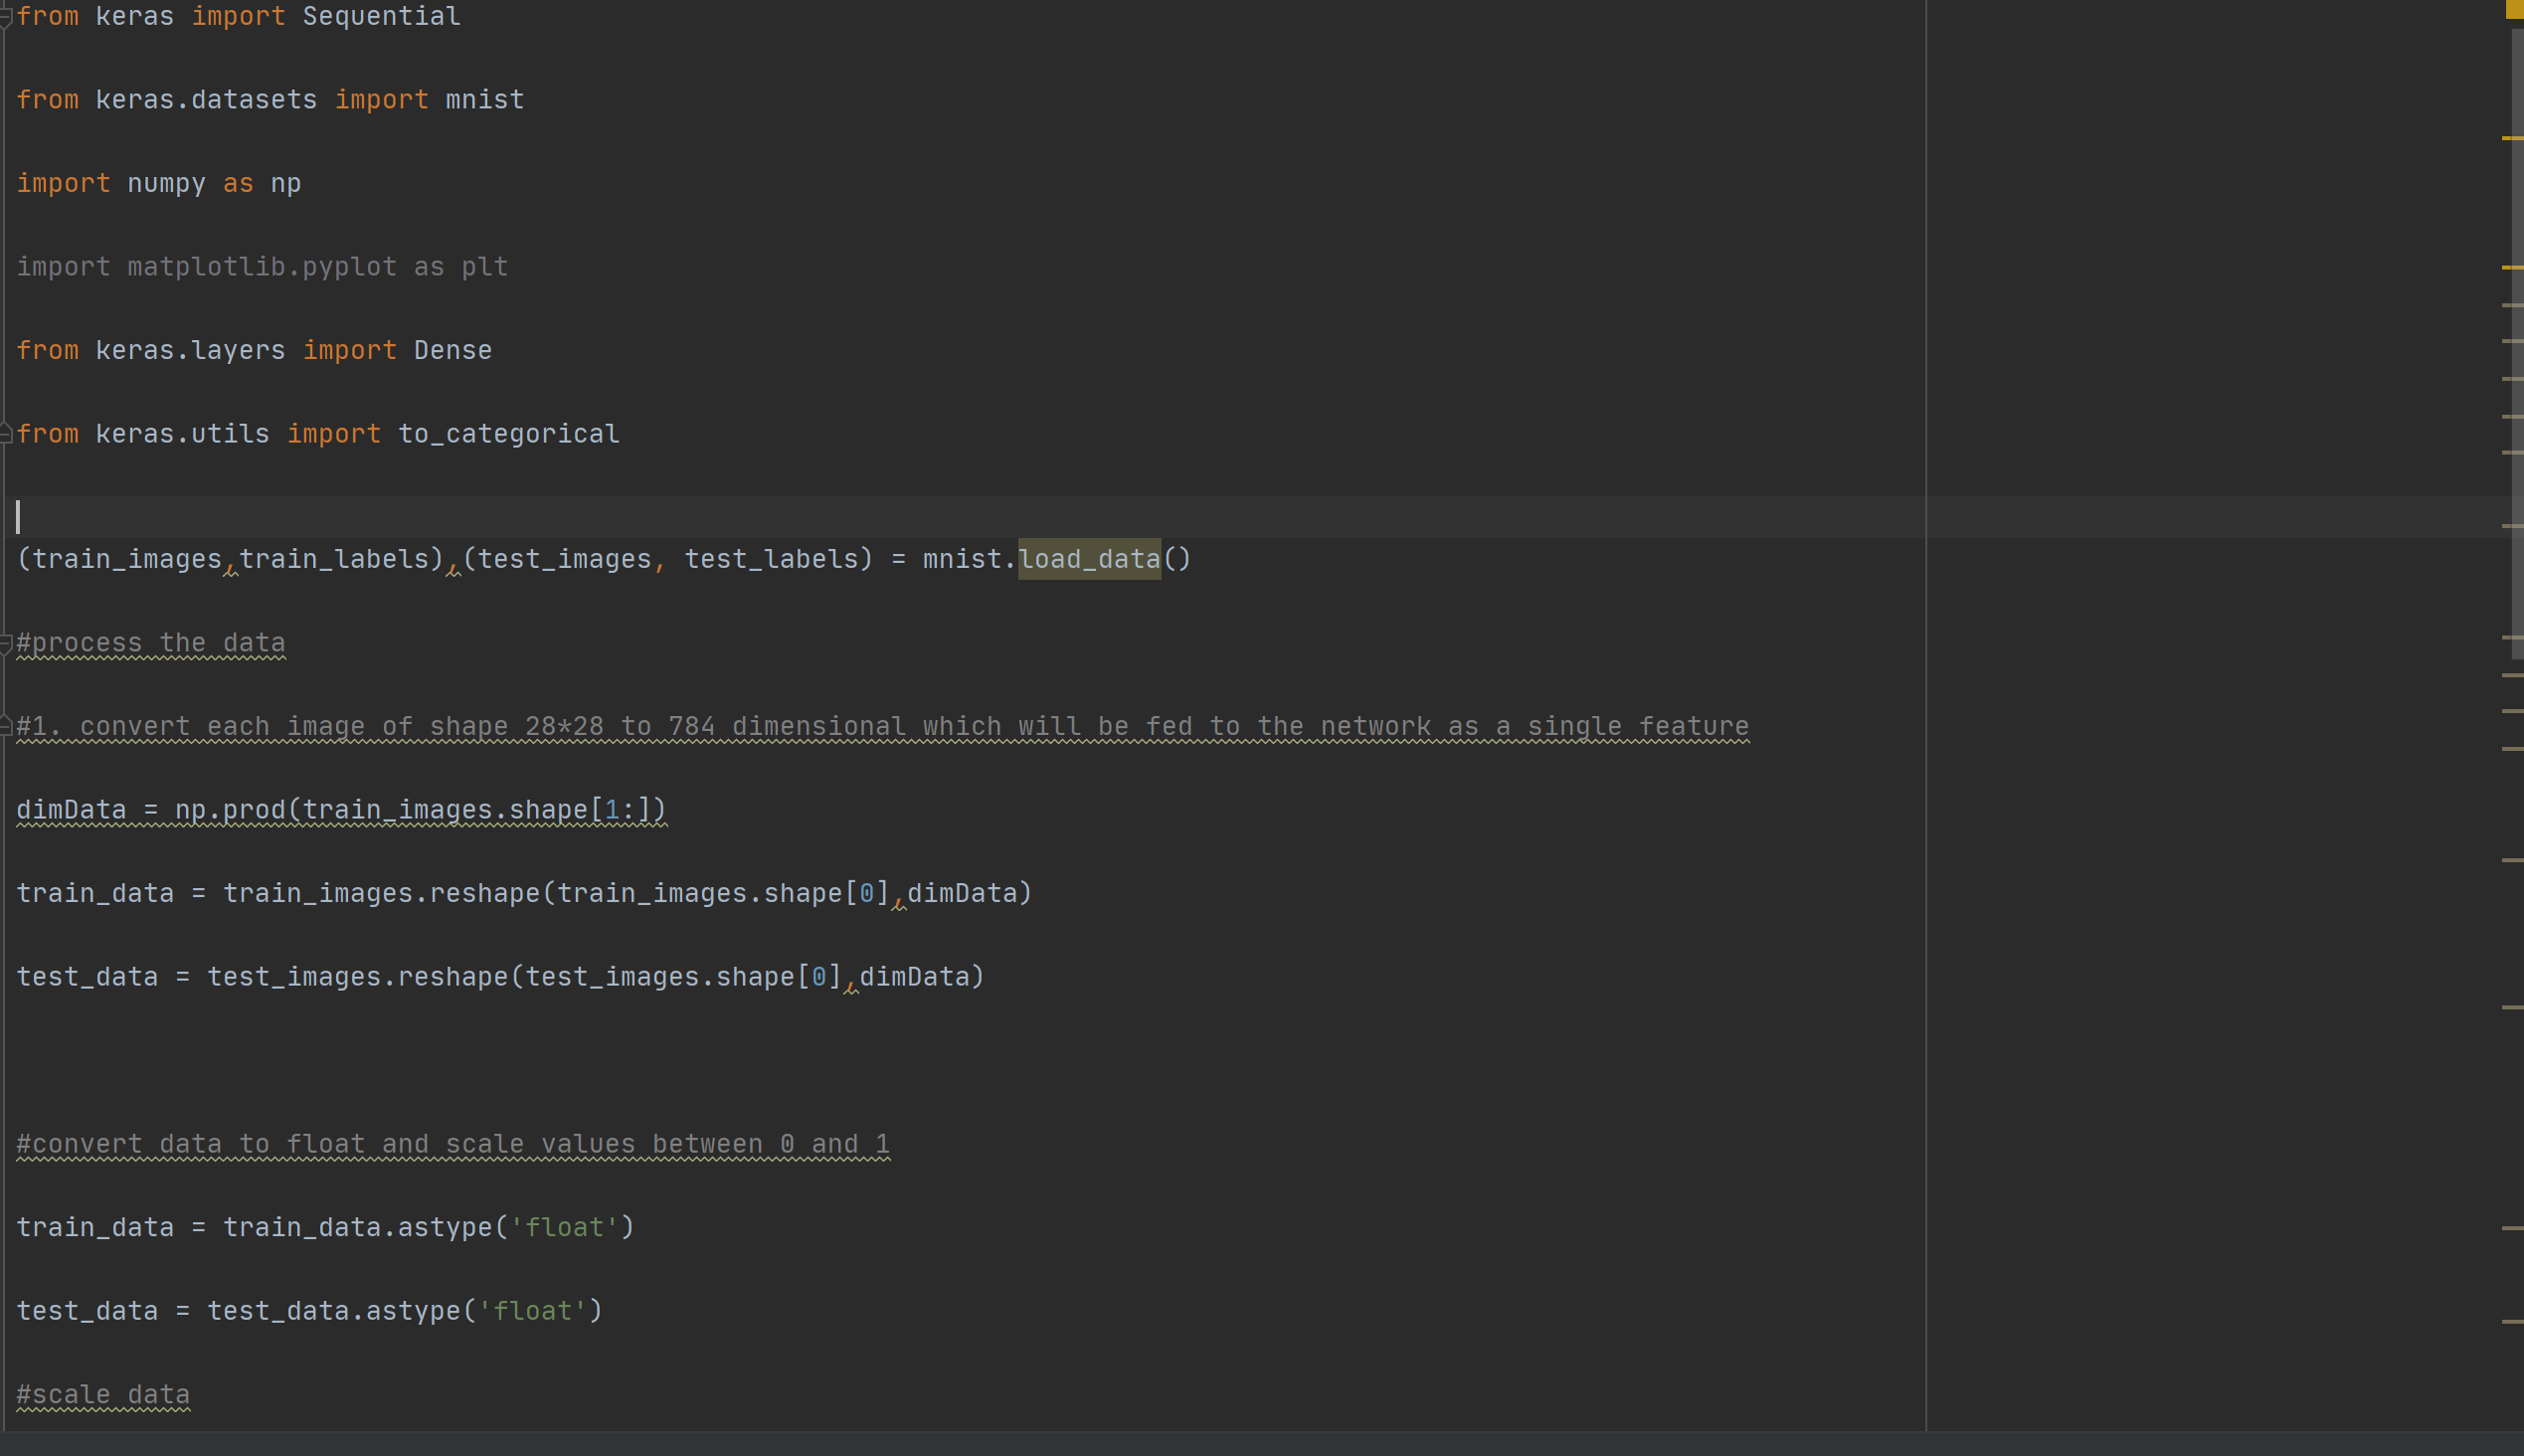 from keras import Sequential
from keras.datasets import mnist
import numpy as np
import matplotlib.pyplot as plt
from keras.layers import Dense
from keras.utils import to_categorical
(train_images,train_labels),(test_images, test_labels) = mnist.load_data()
#process the data
#1. convert each image of shape 28*28 to 784 dimensional which will be fed to the network as a single feature
dimData = np.prod(train_images.shape[1:])
train_data = train_images.reshape(train_images.shape[0],dimData)
test_data = test_images.reshape(test_images.shape[0],dimData)
#convert data to float and scale values between 0 and 1
train_data = train_data.astype('float')
test_data = test_data.astype('float')
#scale data